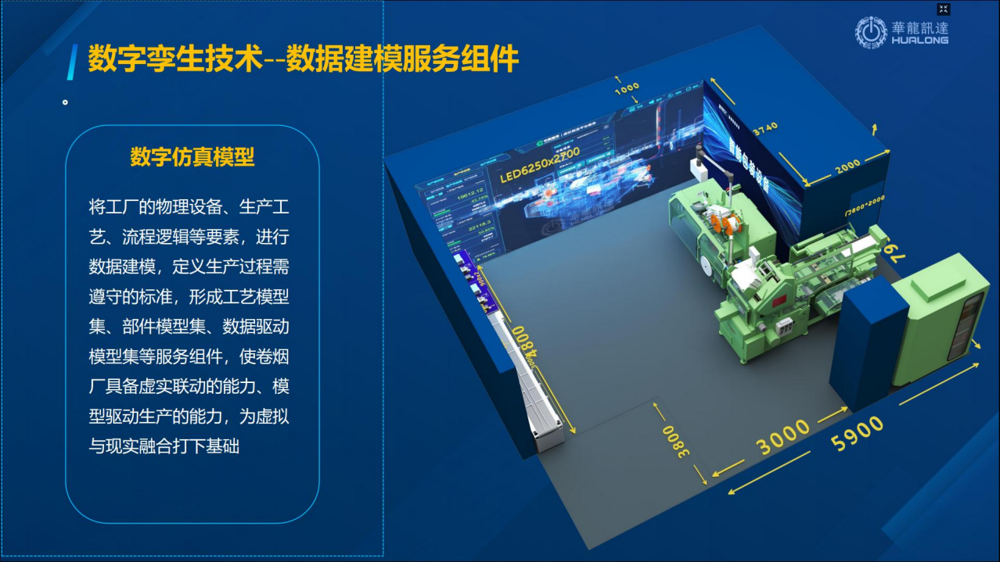 華龍訊達
HUALONG
数字孪生技术--数据建模服务组件
数字仿真模型
将工厂的物理设备、生产工
艺、流程逻辑等要素，进行
数据建模，定义生产过程需
遵守的标准，形成工艺模型
集、部件模型集、数据驱动
模型集等服务组件，使卷烟
厂具备虚实联动的能力、模
型驱动生产的能力，为虚拟
与现实融合打下基础
1000
3740
2000
LED6250x2700
门800*2000
4800
3800
3000
5900